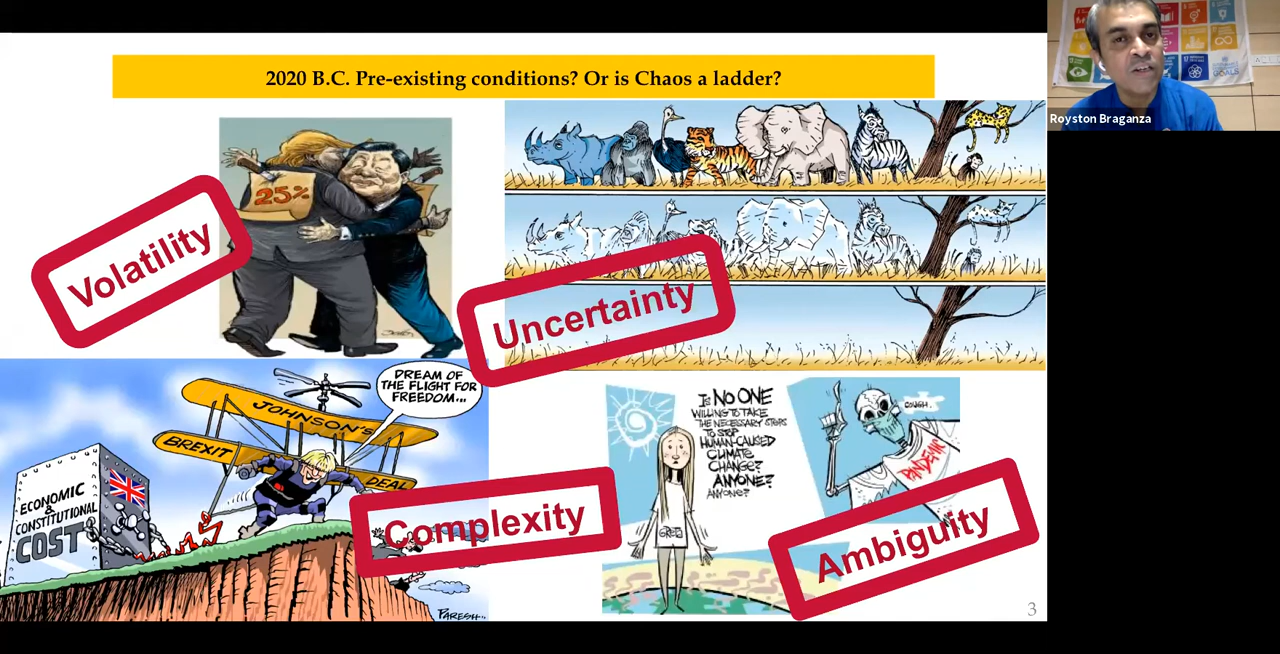 2020 B.C. Pre-existing conditions? Or is Chaos a ladder?
Royston Braganza
25%
Volatility
Uncertainty
DREAM OF
THE FLIGHT FOR
FREEDOM...
JOHNSON'S
BREXIT
DEAL
ECONOMIC
&
CONSTITUTIONAL
COST
PARESH..
Complexity
Is NO ONE
WILLING TO TAKE
THE NECESSARY STEPS
TO STOP
HUMAN-CAUSED
CLIMATE
CHANGE?
ANYONE?
ANYONE?
GRETA
COUGH.
PANDEMIC
Ambiguity
3
GOALS